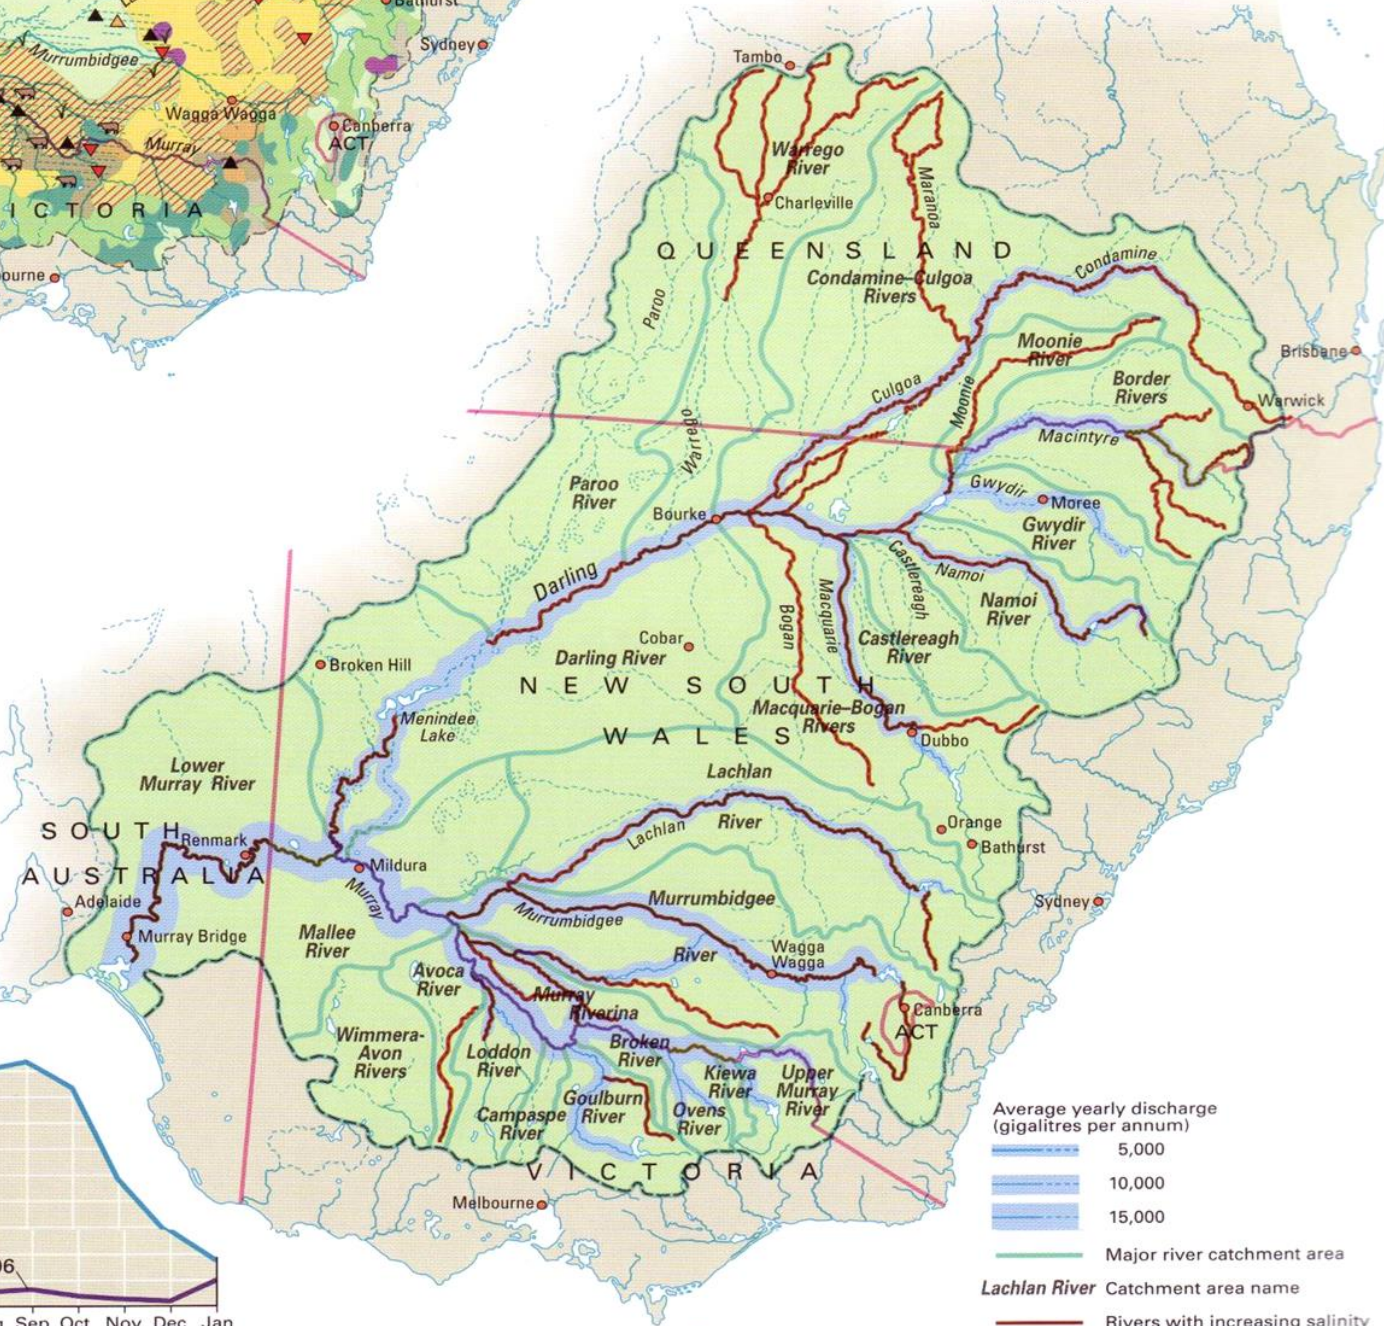 Bathurst
Sydney
Murrumbidgee
Wagga Wagga
Canberra
ACT
Murray
ICTORIA
ourne
Tambo
Warrego
River
Charleville
Maranoa
QUEENSLAND
Condamine–Culgoa
Rivers
Condamine
Paroo
Moonie
River
Brisbane
Border
Rivers
Culgoa
Moonie
Warwick
Warrego
Macintyre
Paroo
River
Gwydir
Moree
Bourke
Gwydir
River
Darling
Castlereagh
Namoi
Bogan
Macquarie
Namoi
River
Cobar
Darling River
Castlereagh
River
Broken Hill
NEW SOUTH
WALES
Menindee
Lake
Macquarie–Bogan
Rivers
Dubbo
Lower
Murray River
Lachlan
River
Lachlan
Orange
Bathurst
SOUTH
AUSTRALIA
Renmark
Mildura
Murray
Adelaide
Murray Bridge
Murrumbidgee
River
Murrumbidgee
Sydney
Mallee
River
Wagga
Wagga
Avoca
River
Murray
Riverina
Canberra
ACT
Wimmera-
Avon
Rivers
Loddon
River
Broken
River
Kiewa
River
Upper
Murray
River
Campaspe
River
Goulburn
River
Ovens
River
VICTORIA
Melbourne
Average yearly discharge
(gigalitres per annum)
5,000
10,000
15,000
Major river catchment area
Lachlan River Catchment area name
Rivers with increasing salinity
06
Sep Oct Nov Dec Jan